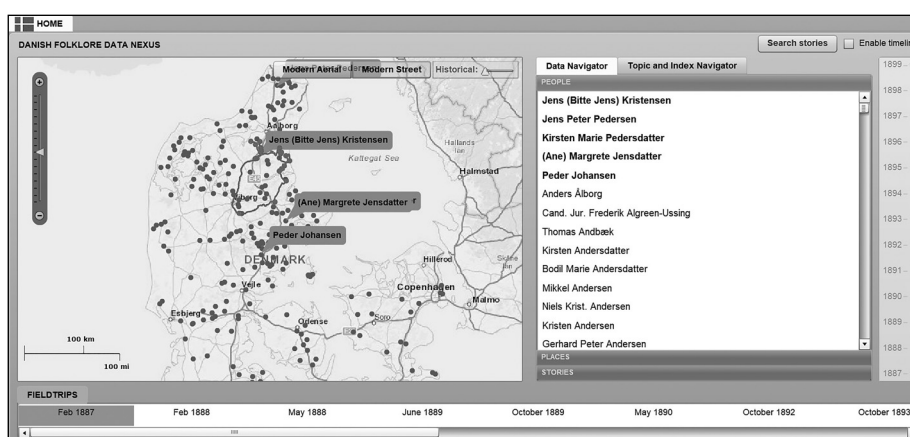 HOME
DANISH FOLKLORE DATA NEXUS
Search stories
Enable timelin
Modern Aerial
Modern Street
Historical:
Aalborg
Jens (Bitte Jens) Kristensen
Kattegat Sea
Hallands
län
Halmstad
(Ane) Margrete Jensdatter
Peder Johansen
DENMARK
Hillerod
Skåne
län
Vejle
Copenhagen
Malmo
Esbjerg
Odense
Soro
100 km
100 mi
Data Navigator
Topic and Index Navigator
PEOPLE
Jens (Bitte Jens) Kristensen
Jens Peter Pedersen
Kirsten Marie Pedersdatter
(Ane) Margrete Jensdatter
Peder Johansen
Anders Ålborg
Cand. Jur. Frederik Algreen-Ussing
Thomas Andbæk
Kirsten Andersdatter
Bodil Marie Andersdatter
Mikkel Andersen
Niels Krist. Andersen
Kristen Andersen
Gerhard Peter Andersen
PLACES
STORIES
1899
1898
1897
1896
1895
1894
1893
1892
1891
1890
1889
1888
1887
FIELDTRIPS
Feb 1887
Feb 1888
May 1888
June 1889
October 1889
May 1890
October 1892
October 1893